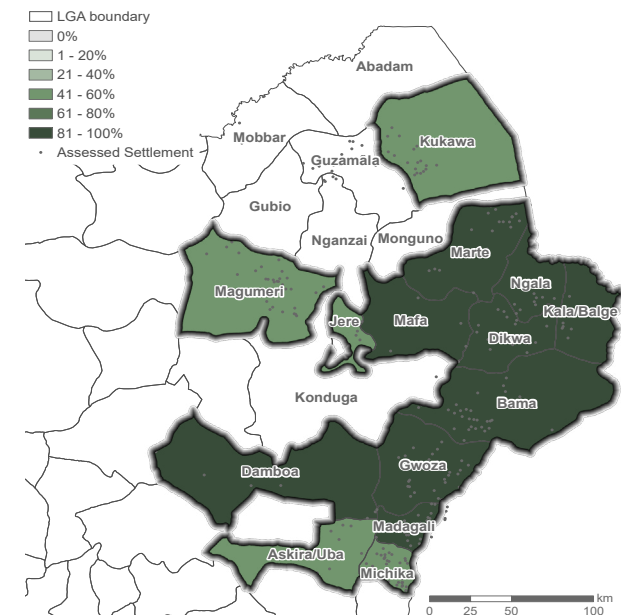 LGA boundary
0%
1 - 20%
21 - 40%
41 - 60%
61 - 80%
81 - 100%
Assessed Settlement
Abadam
Mobbar
Kukawa
Guzamala
Gubio
Nganzai
Monguno
Marte
Magumeri
Ngala
Jere
Mafa
Kala/Balge
Dikwa
Konduga
Bama
Damboa
Gwoza
Madagali
Askira/Uba
Michika
km
0 25 50 100